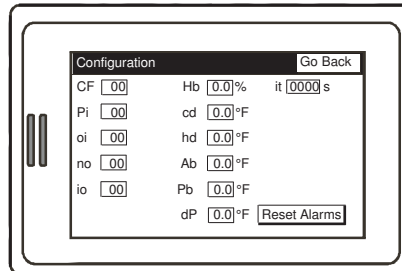 Configuration Go Back
CF 00 Hb 0.0 % it 0000 s
Pi 00 cd 0.0 °F
oi 00 hd 0.0 °F
no 00 Ab 0.0 °F
io 00 Pb 0.0 °F
dP 0.0 °F Reset Alarms